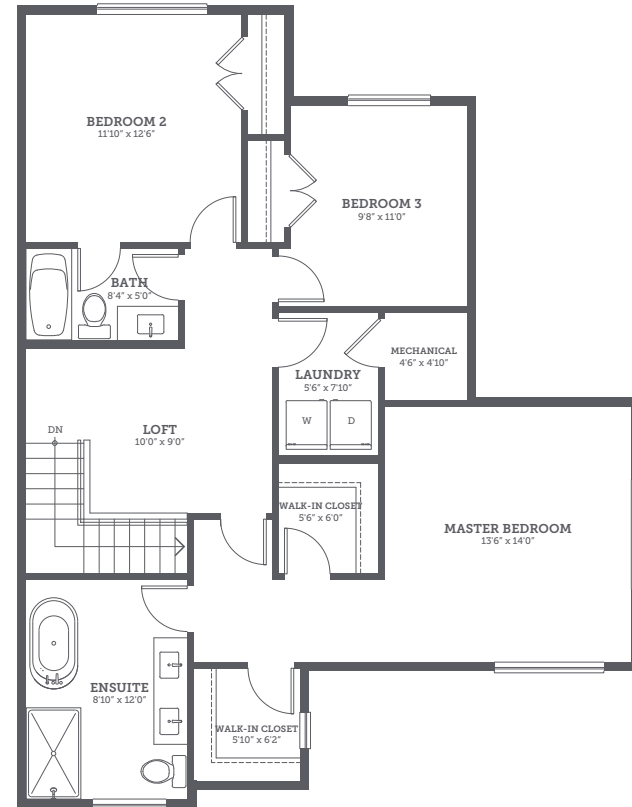 BEDROOM 2
11'10" x 12'6"
BEDROOM 3
9'8" x 11'0"
BATH
8'4" x 5'0"
MECHANICAL
4'6" x 4'10"
LAUNDRY
5'6" x 7'10"
W
D
DN
LOFT
10'0" x 9'0"
WALK-IN CLOSET
5'6" x 6'0"
MASTER BEDROOM
13'6" x 14'0"
ENSUITE
8'10" x 12'0"
WALK-IN CLOSET
5'10" x 6'2"